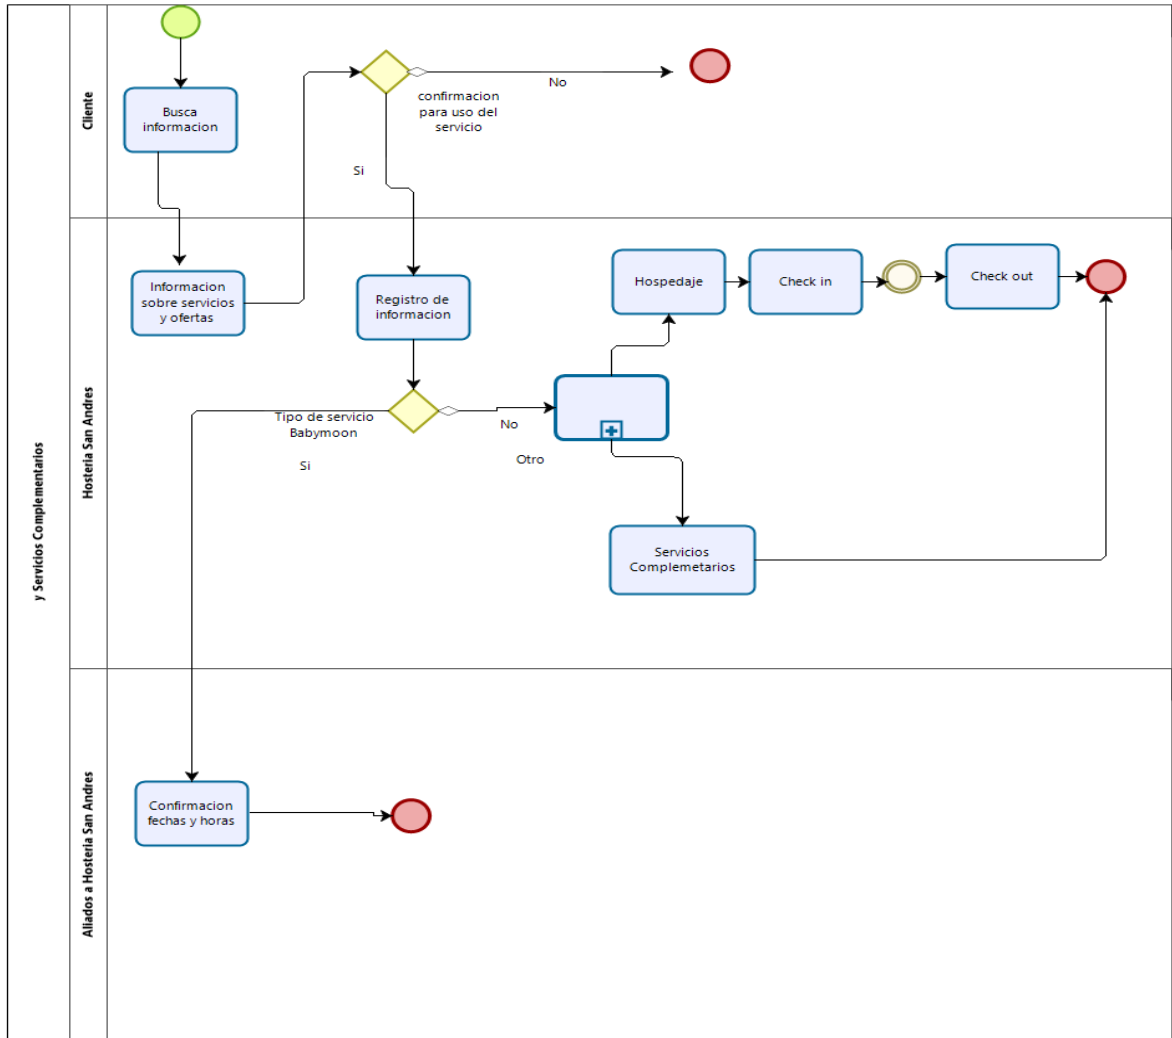 y Servicios Complementarios
Cliente
Busca
informacion
confirmacion
para uso del
servicio
No
Si
Hosteria San Andres
Informacion
sobre servicios
y ofertas
Registro de
informacion
Hospedaje
Check in
Check out
Tipo de servicio
Babymoon
Si
No
Otro
Servicios
Complemetarios
Aliados a Hosteria San Andres
Confirmacion
fechas y horas